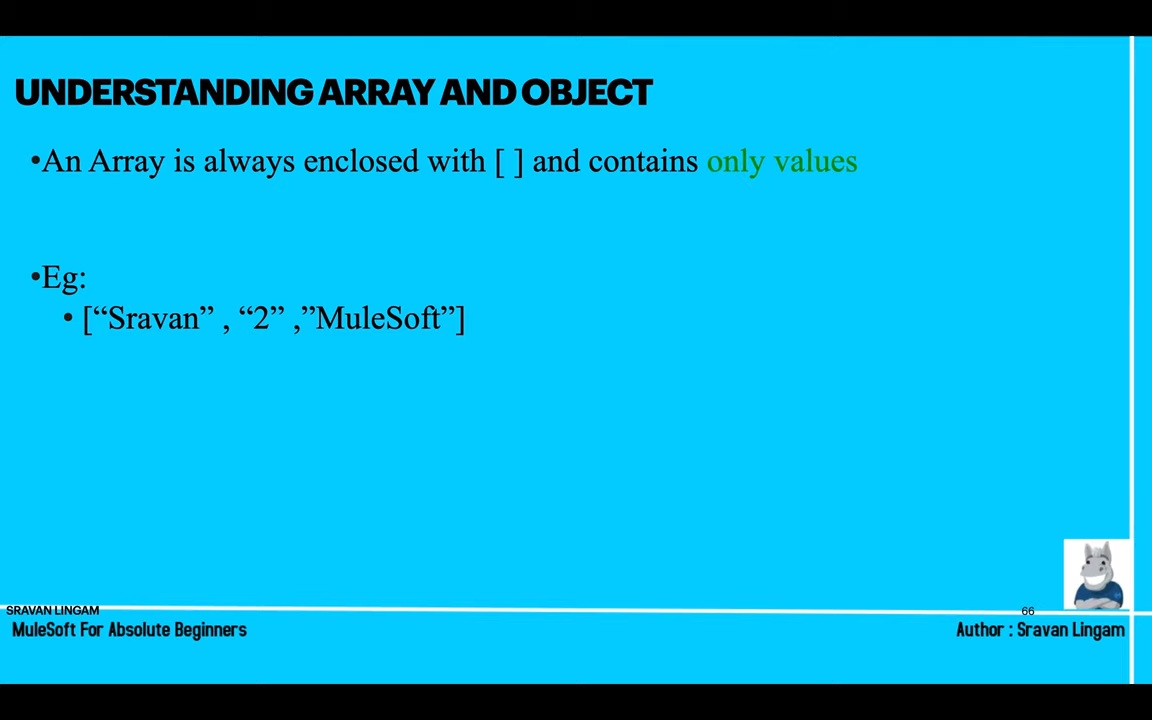 UNDERSTANDING ARRAY AND OBJECT
•An Array is always enclosed with [ ] and contains only values
•Eg:
• [“Sravan” , “2” ,”MuleSoft”]
SRAVAN LINGAM
66
MuleSoft For Absolute Beginners
Author : Sravan Lingam